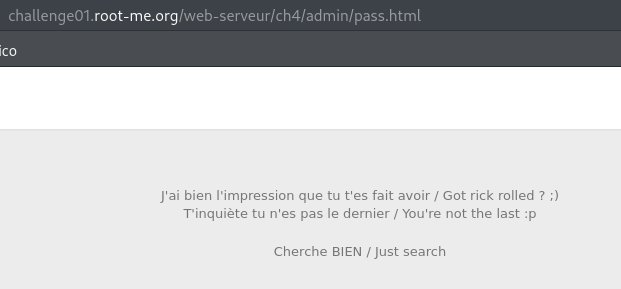 challenge01.root-me.org/web-serveur/ch4/admin/pass.html
ico
J'ai bien l'impression que tu t'es fait avoir / Got rick rolled ? ;)
T'inquiète tu n'es pas le dernier / You're not the last :p
Cherche BIEN / Just search